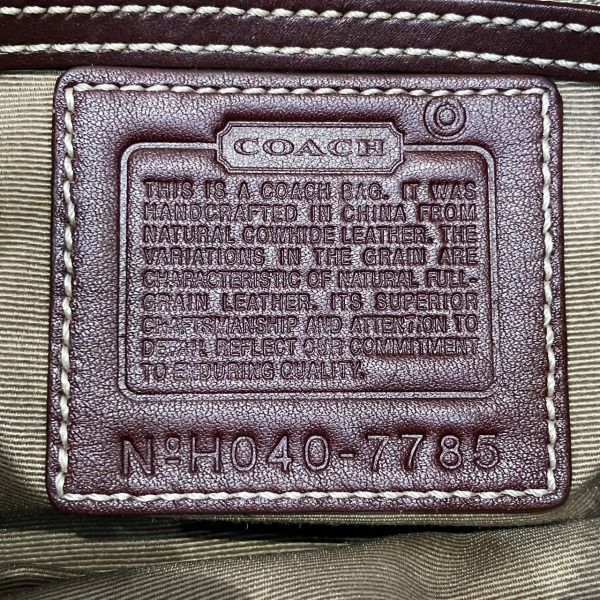 COACH
THIS IS A COACH BAG. IT WAS
HANDCRAFTED IN CHINA FROM
NATURAL COWHIDE LEATHER. THE
VARIATIONS IN THE GRAIN ARE
CHARACTERISTIC OF NATURAL FULL-
GRAIN LEATHER. ITS SUPERIOR
CRAFTSMANSHIP AND ATTENTION TO
DETAIL REFLECT OUR COMMITMENT
TO ENDURING QUALITY.
Nº H040-7785